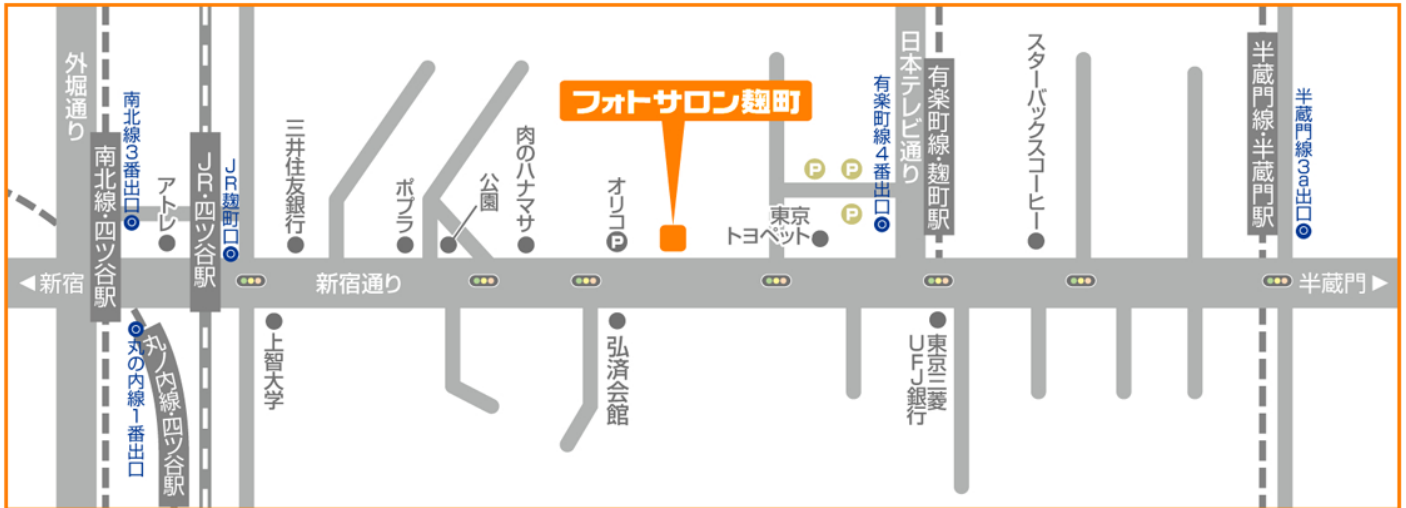 外堀通り
南北線3番出口
南北線・四ツ谷駅
アトレ
JR・四ツ谷駅
JR麹町口
三井住友銀行
ポプラ
公園
肉のハナマサ
フォトサロン麹町
オリコ
P
P
P
P
東京
トヨペット
有楽町線4番出口
日本テレビ通り
有楽町線・麹町駅
スターバックスコーヒー
半蔵門線・半蔵門駅
半蔵門線3a出口
◀新宿
新宿通り
半蔵門▶
丸の内線1番出口
丸ノ内線・四ツ谷駅
上智大学
弘済会館
東京三菱
UFJ銀行